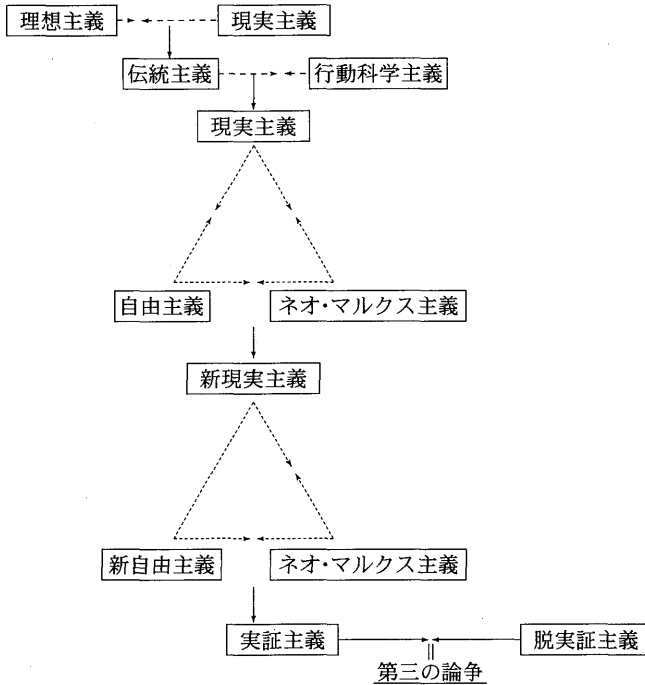 理想主義
現実主義
伝統主義
行動科学主義
現実主義
自由主義
ネオ・マルクス主義
新現実主義
新自由主義
ネオ・マルクス主義
実証主義
脱実証主義
第三の論争